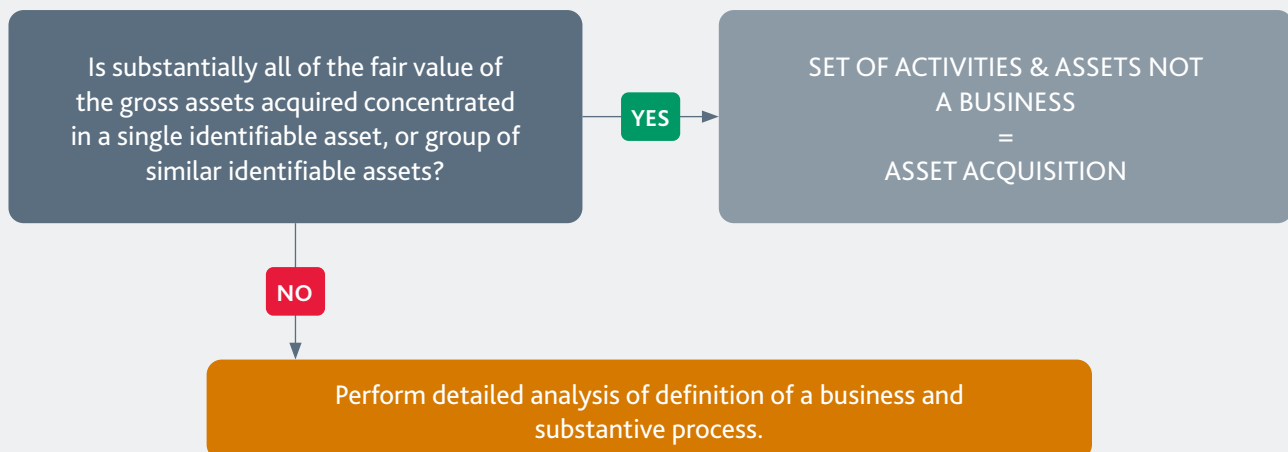 Is substantially all of the fair value of
the gross assets acquired concentrated
in a single identifiable asset, or group of
similar identifiable assets?
YES
SET OF ACTIVITIES & ASSETS NOT
A BUSINESS
=
ASSET ACQUISITION
NO
Perform detailed analysis of definition of a business and
substantive process.